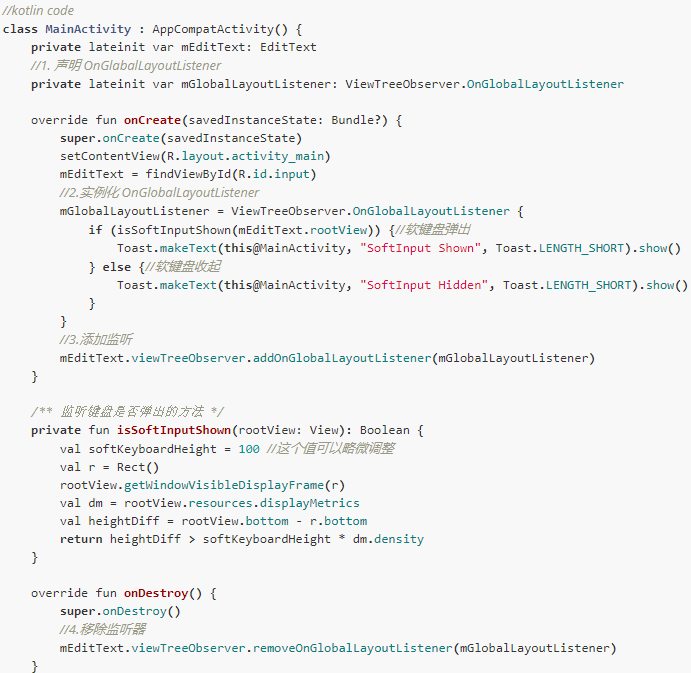 //kotlin code
class MainActivity : AppCompatActivity() {
    private lateinit var mEditText: EditText
    //1. 声明 OnGlabalLayoutListener
    private lateinit var mGlobalLayoutListener: ViewTreeObserver.OnGlobalLayoutListener

    override fun onCreate(savedInstanceState: Bundle?) {
        super.onCreate(savedInstanceState)
        setContentView(R.layout.activity_main)
        mEditText = findViewById(R.id.input)
        //2.实例化 OnGlobalLayoutListener
        mGlobalLayoutListener = ViewTreeObserver.OnGlobalLayoutListener {
            if (isSoftInputShown(mEditText.rootView)) {//软键盘弹出
                Toast.makeText(this@MainActivity, "SoftInput Shown", Toast.LENGTH_SHORT).show()
            } else {//软键盘收起
                Toast.makeText(this@MainActivity, "SoftInput Hidden", Toast.LENGTH_SHORT).show()
            }
        }
        //3.添加监听
        mEditText.viewTreeObserver.addOnGlobalLayoutListener(mGlobalLayoutListener)
    }

    /** 监听键盘是否弹出的方法 */
    private fun isSoftInputShown(rootView: View): Boolean {
        val softKeyboardHeight = 100 //这个值可以略微调整
        val r = Rect()
        rootView.getWindowVisibleDisplayFrame(r)
        val dm = rootView.resources.displayMetrics
        val heightDiff = rootView.bottom - r.bottom
        return heightDiff > softKeyboardHeight * dm.density
    }

    override fun onDestroy() {
        super.onDestroy()
        //4.移除监听器
        mEditText.viewTreeObserver.removeOnGlobalLayoutListener(mGlobalLayoutListener)
    }